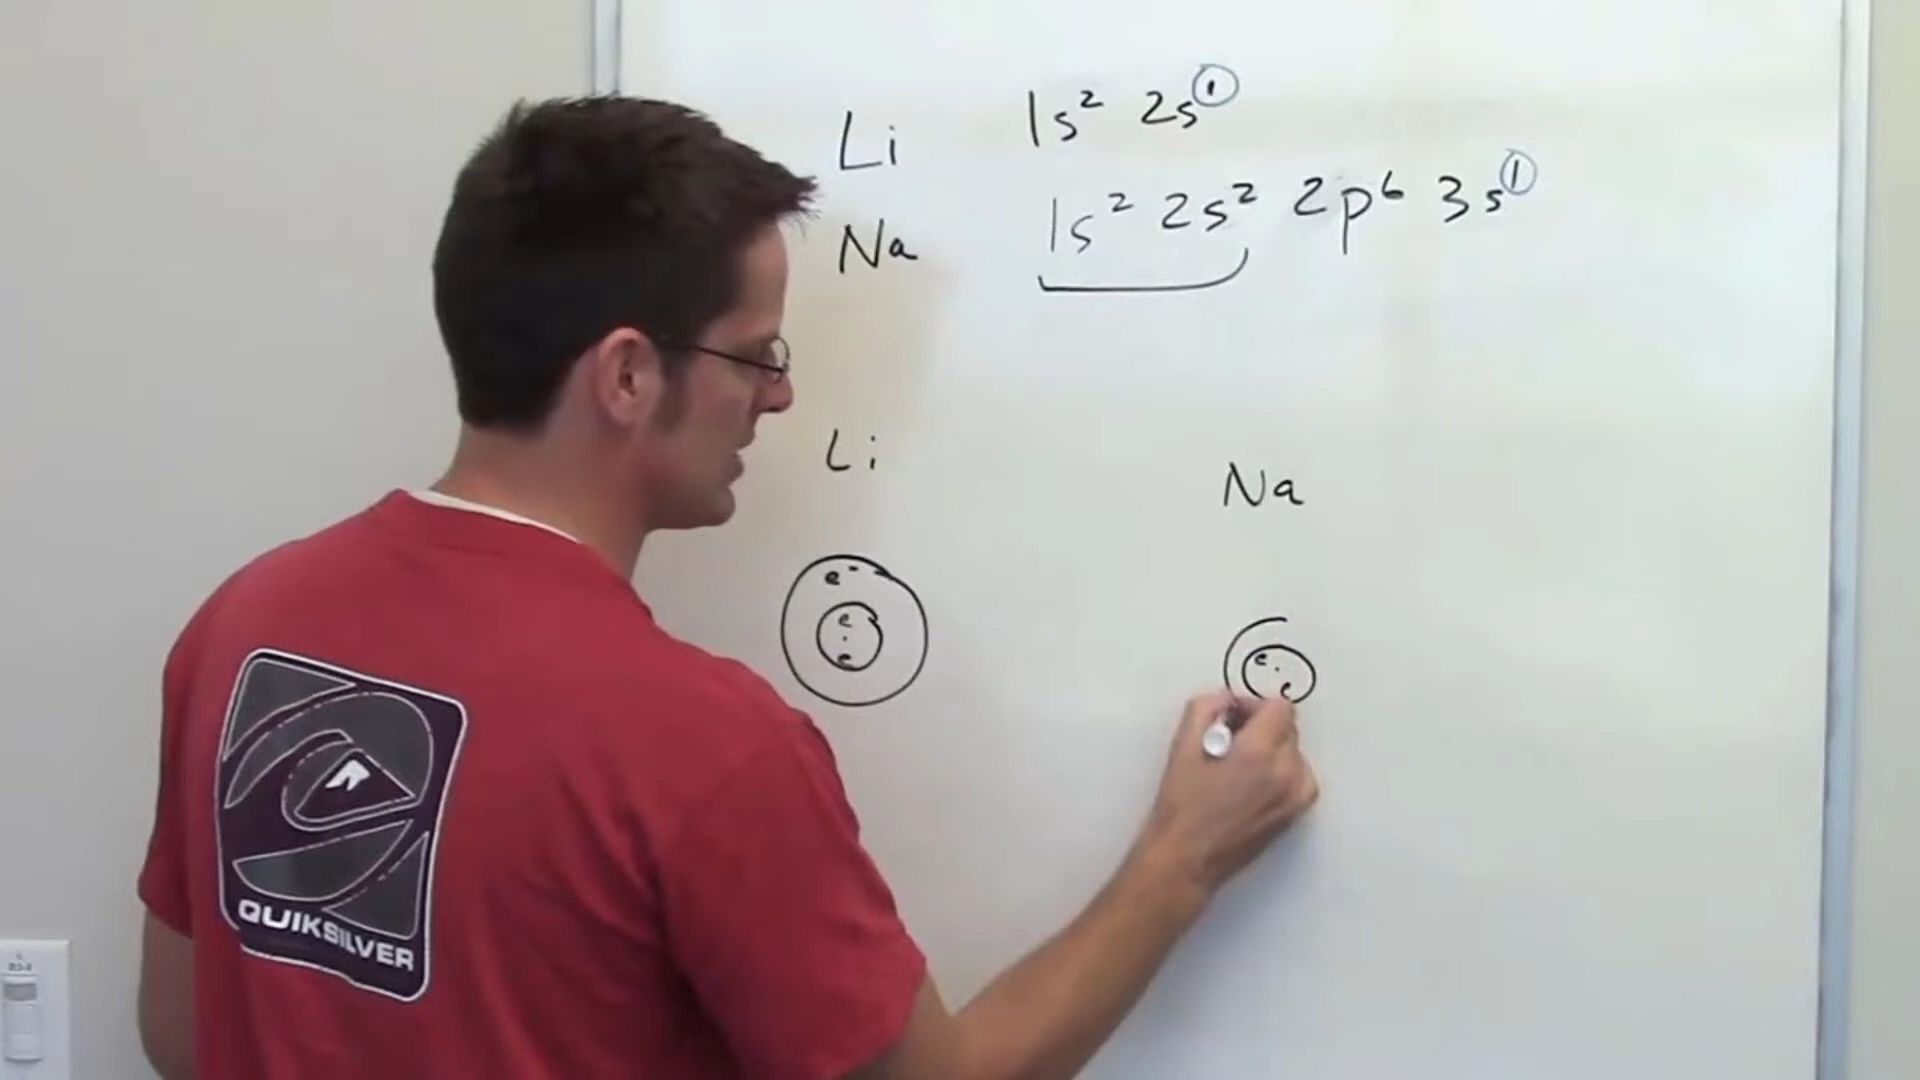 Li 1s² 2s¹
Na 1s² 2s² 2p⁶ 3s¹
Li
Na
e⁻
e
e
e
e
QUIKSILVER